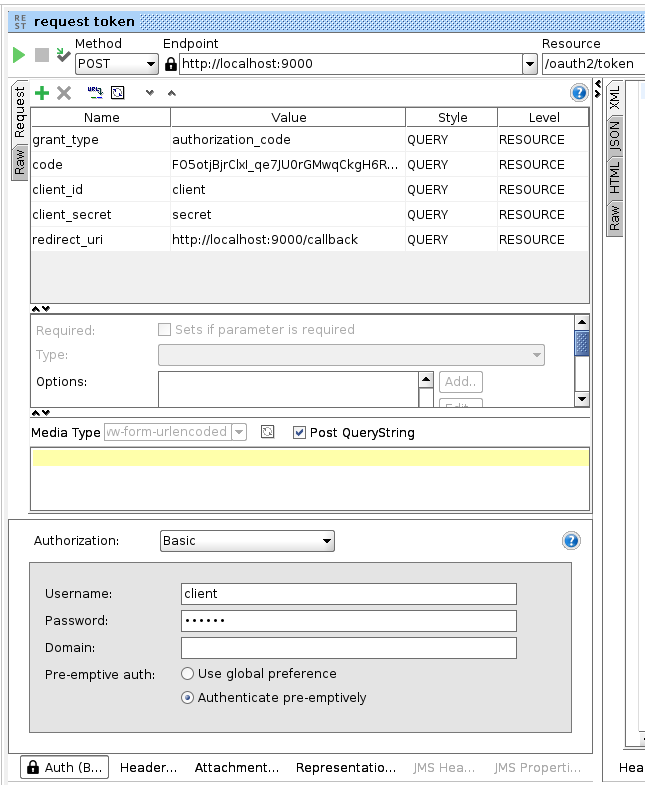 REST request token
Method Endpoint Resource
POST http://localhost:9000 /oauth2/token
Request
Raw
Name Value Style Level
grant_type authorization_code QUERY RESOURCE
code FO5otjBjrClxI_qe7JU0rGMwqCkgH6R... QUERY RESOURCE
client_id client QUERY RESOURCE
client_secret secret QUERY RESOURCE
redirect_uri http://localhost:9000/callback QUERY RESOURCE
XML
JSON
HTML
Raw
Required: Sets if parameter is required
Type:
Options: Add..
Edit..
Media Type vw-form-urlencoded Post QueryString
Authorization: Basic
Username: client
Password: ••••••
Domain:
Pre-emptive auth: Use global preference
Authenticate pre-emptively
Auth (B... Header... Attachment... Representatio... JMS Hea... JMS Properti... Hea